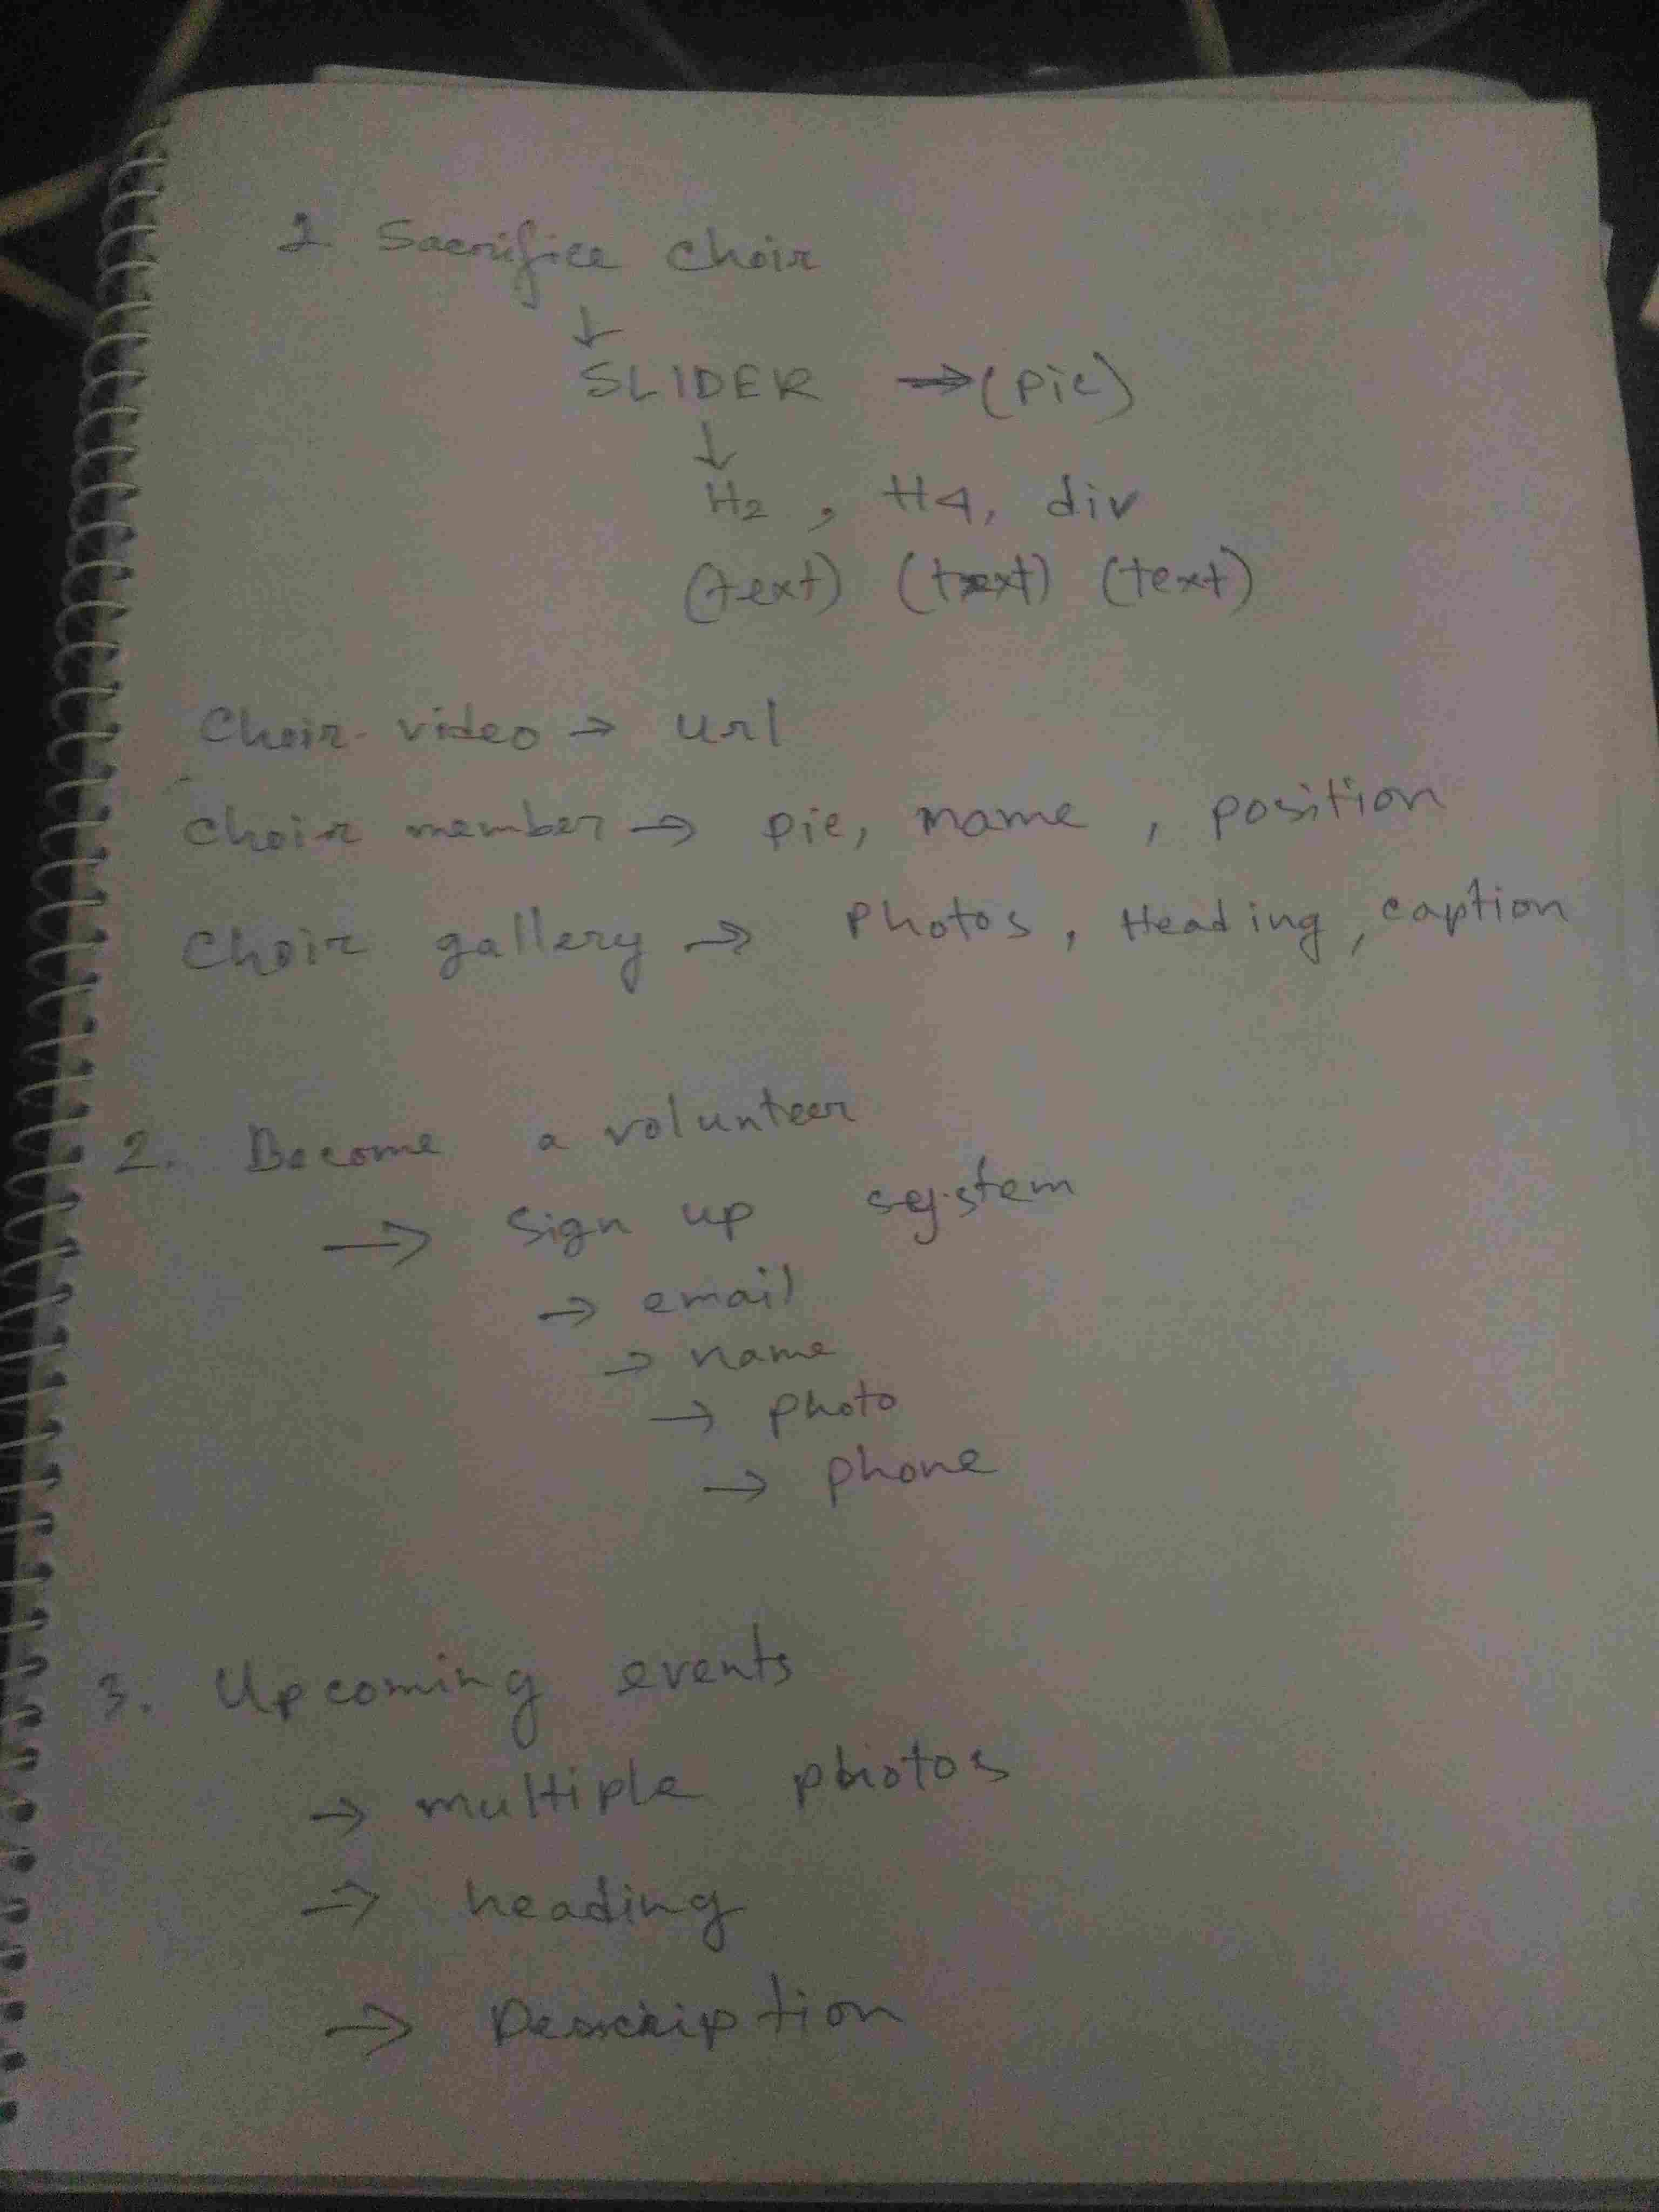 1 Sacrifice choir
↓
SLIDER → (pic)
↓
H2 , H4, div
(text) (text) (text)
Choir video → url
choir member → pic, name , position
Choir gallery → Photos, Heading, caption
2. Become a volunteer
→ Sign up system
→ email
→ name
→ photo
→ phone
3. Upcoming events
→ multiple photos
→ heading
→ Description